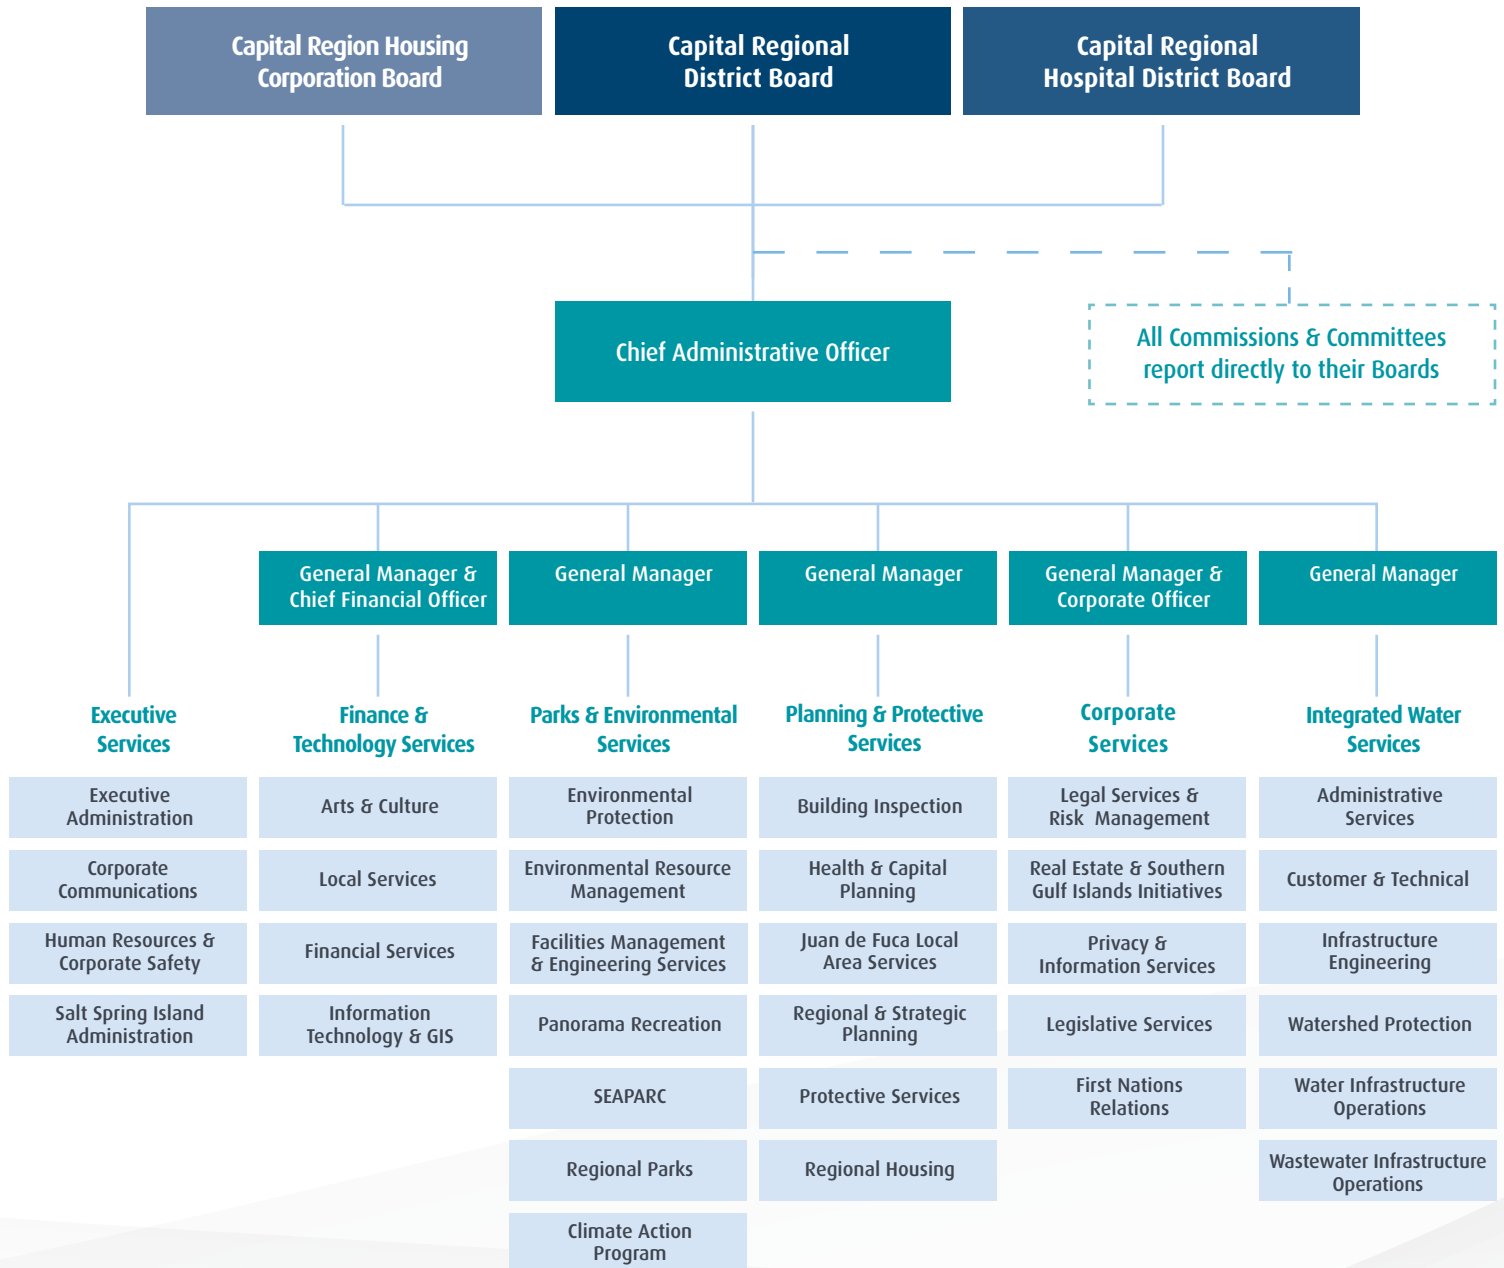 Capital Region Housing
Corporation Board
Capital Regional
District Board
Capital Regional
Hospital District Board
Chief Administrative Officer
All Commissions & Committees
report directly to their Boards
General Manager &
Chief Financial Officer
General Manager
General Manager
General Manager &
Corporate Officer
General Manager
Executive
Services
Executive
Administration
Corporate
Communications
Human Resources &
Corporate Safety
Salt Spring Island
Administration
Finance &
Technology Services
Arts & Culture
Local Services
Financial Services
Information
Technology & GIS
Parks & Environmental
Services
Environmental
Protection
Environmental Resource
Management
Facilities Management
& Engineering Services
Panorama Recreation
SEAPARC
Regional Parks
Climate Action
Program
Planning & Protective
Services
Building Inspection
Health & Capital
Planning
Juan de Fuca Local
Area Services
Regional & Strategic
Planning
Protective Services
Regional Housing
Corporate
Services
Legal Services &
Risk Management
Real Estate & Southern
Gulf Islands Initiatives
Privacy &
Information Services
Legislative Services
First Nations
Relations
Integrated Water
Services
Administrative
Services
Customer & Technical
Infrastructure
Engineering
Watershed Protection
Water Infrastructure
Operations
Wastewater Infrastructure
Operations